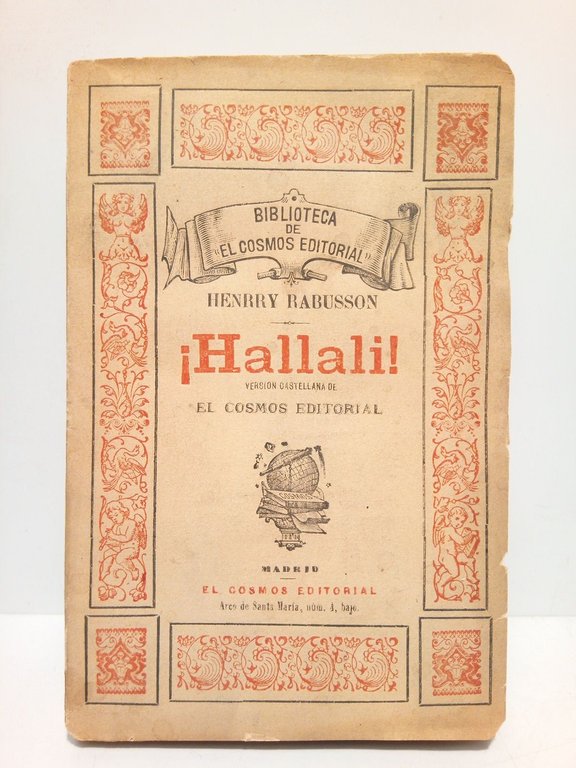 BIBLIOTECA
DE
"EL COSMOS EDITORIAL"
HENRRY RABUSSON
¡Hallali!
VERSION CASTELLANA DE
EL COSMOS EDITORIAL
MADRID
EL COSMOS EDITORIAL
Arco de Santa María, núm. 4, bajo.